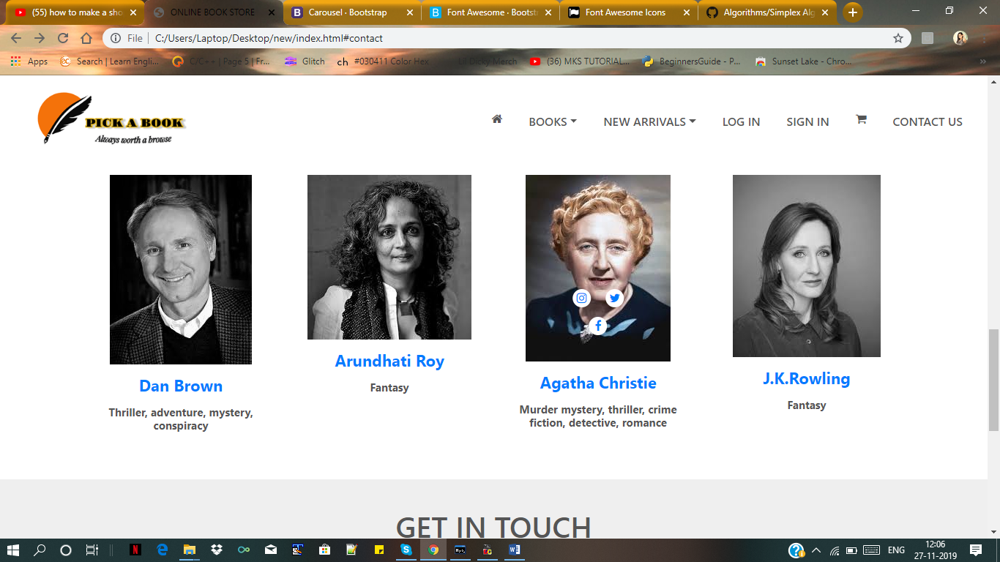 (55) how to make a sho
ONLINE BOOK STORE
Carousel · Bootstrap
Font Awesome · Bootst
Font Awesome Icons
Algorithms/Simplex Alg
File
C:/Users/Laptop/Desktop/new/index.html#contact
Apps
Search | Learn Engli...
C/C++ | Page 5 | Fr...
Glitch
ch
#030411 Color Hex
Lil Dicky Merch
(36) MKS TUTORIAL...
BeginnersGuide - P...
Sunset Lake - Chro...
PICK A BOOK
Always worth a browse
BOOKS
NEW ARRIVALS
LOG IN
SIGN IN
CONTACT US
Dan Brown
Thriller, adventure, mystery,
conspiracy
Arundhati Roy
Fantasy
Agatha Christie
Murder mystery, thriller, crime
fiction, detective, romance
J.K.Rowling
Fantasy
GET IN TOUCH
ENG
12:06
27-11-2019